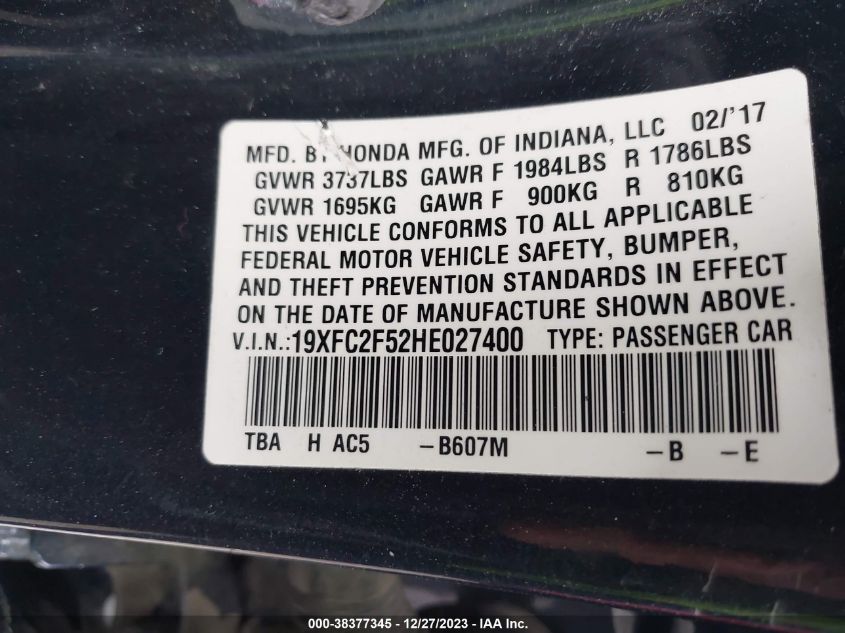 MFD. BY HONDA MFG. OF INDIANA, LLC 02/'17
GVWR 3737LBS GAWR F 1984LBS R 1786LBS
GVWR 1695KG GAWR F 900KG R 810KG
THIS VEHICLE CONFORMS TO ALL APPLICABLE
FEDERAL MOTOR VEHICLE SAFETY, BUMPER,
AND THEFT PREVENTION STANDARDS IN EFFECT
ON THE DATE OF MANUFACTURE SHOWN ABOVE.
V.I.N.:19XFC2F52HE027400 TYPE: PASSENGER CAR
TBA H AC5 –B607M –B –E
000-38377345 - 12/27/2023 - IAA Inc.